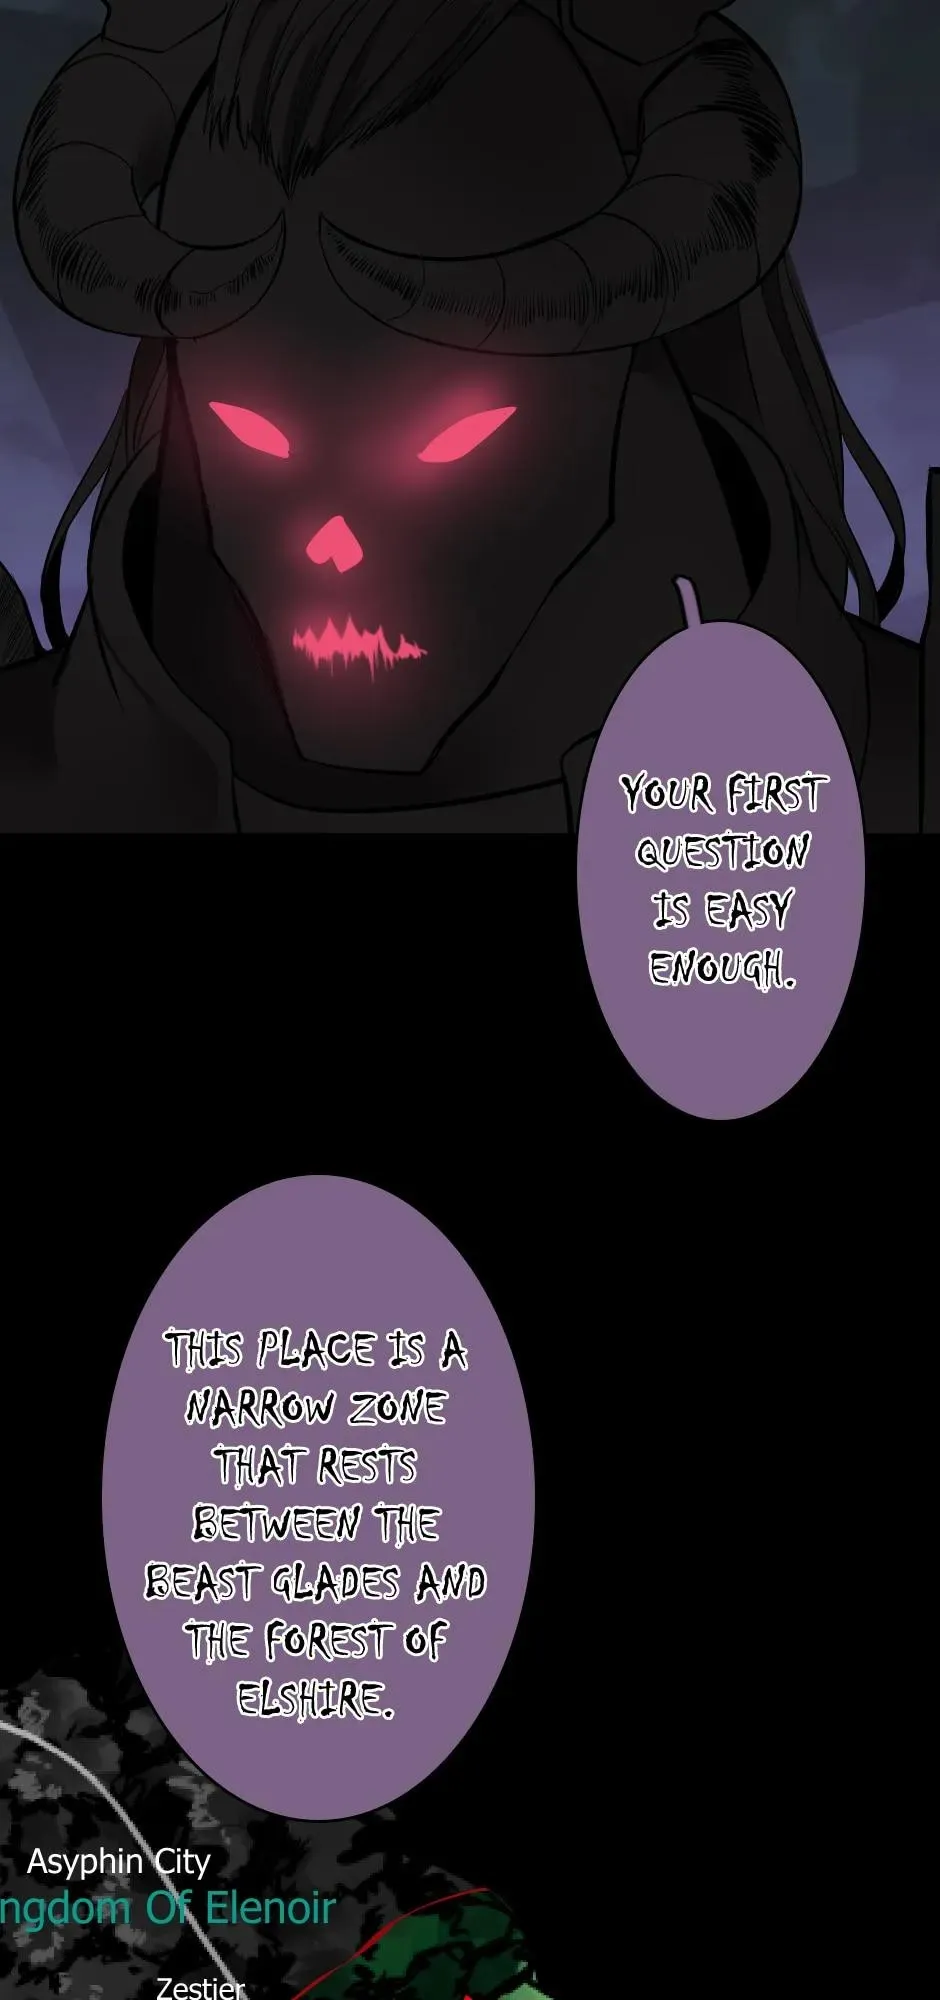 YOUR FIRST
QUESTION
IS EASY
ENOUGH.
THIS PLACE IS A
NARROW ZONE
THAT RESTS
BETWEEN THE
BEAST GLADES AND
THE FOREST OF
ELSHIRE.
Asyphin City
ngdom Of Elenoir
Zestier